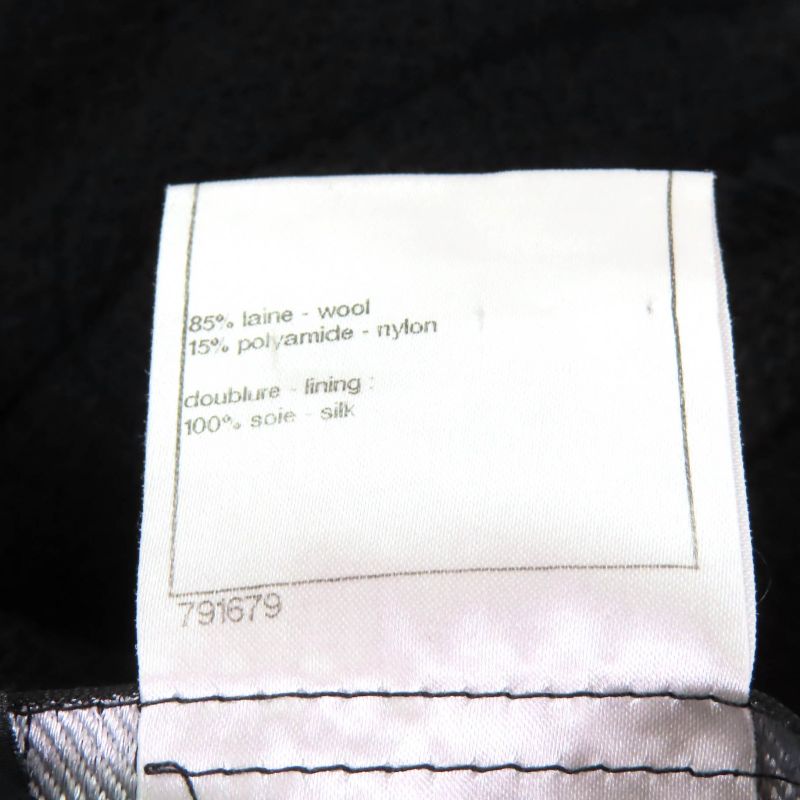 85% laine - wool
15% polyamide - nylon
doublure - lining :
100% soie - silk
791679